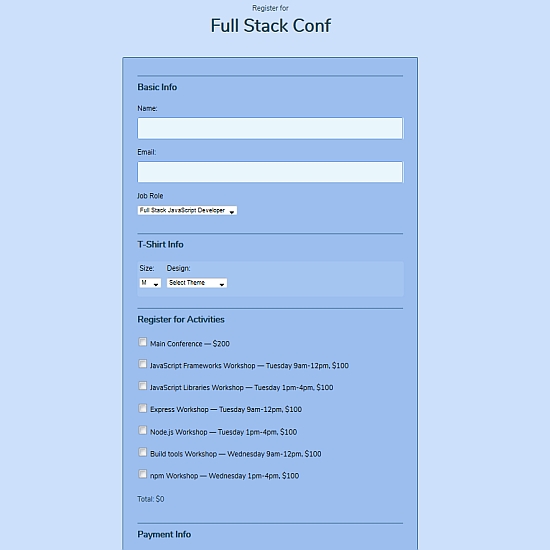 Register for
Full Stack Conf
Basic Info
Name:
Email:
Job Role
Full Stack JavaScript Developer
T-Shirt Info
Size: Design:
M Select Theme
Register for Activities
Main Conference — $200
JavaScript Frameworks Workshop — Tuesday 9am-12pm, $100
JavaScript Libraries Workshop — Tuesday 1pm-4pm, $100
Express Workshop — Tuesday 9am-12pm, $100
Node.js Workshop — Tuesday 1pm-4pm, $100
Build tools Workshop — Wednesday 9am-12pm, $100
npm Workshop — Wednesday 1pm-4pm, $100
Total: $0
Payment Info